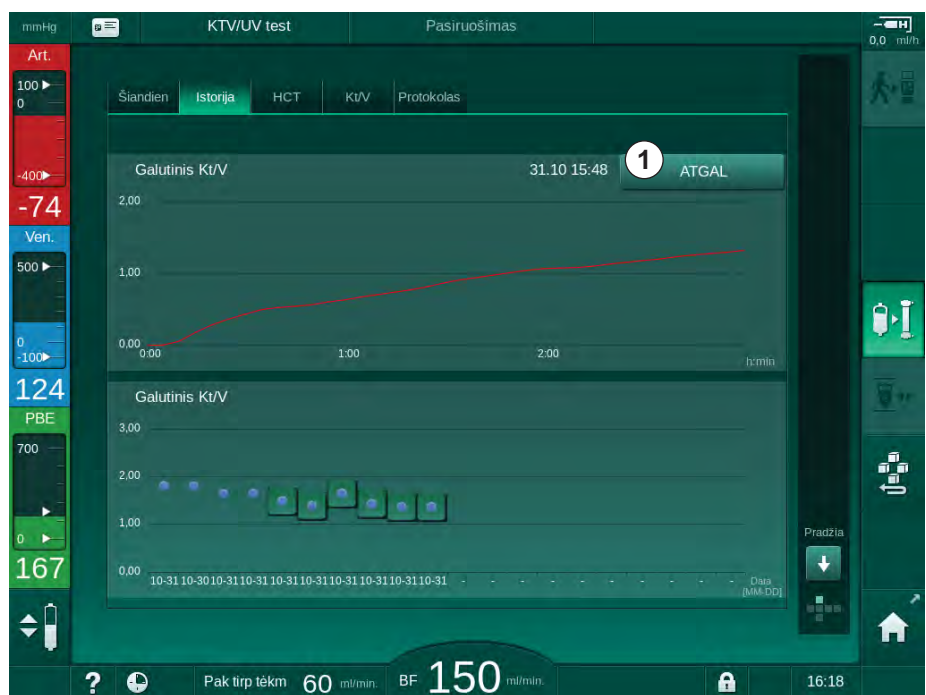 mmHg
KTV/UV test
Pasiruošimas
0,0 ml/h
Art.
100
0
-400
-74
Ven.
500
0
-100
124
PBE
700
0
167
Šiandien Istorija HCT Kt/V Protokolas
Galutinis Kt/V 31.10 15:48 1 ATGAL
2,00
1,00
0,00
0:00 1:00 2:00 h:min
Galutinis Kt/V
3,00
2,00
1,00
0,00
10-31 10-30 10-31 10-31 10-31 10-31 10-31 10-31 10-31 10-31 - - - - - - - - - - Data
[MM-DD]
Pradžia
? Pak tirp tėkm 60 ml/min. BF 150 ml/min. 16:18